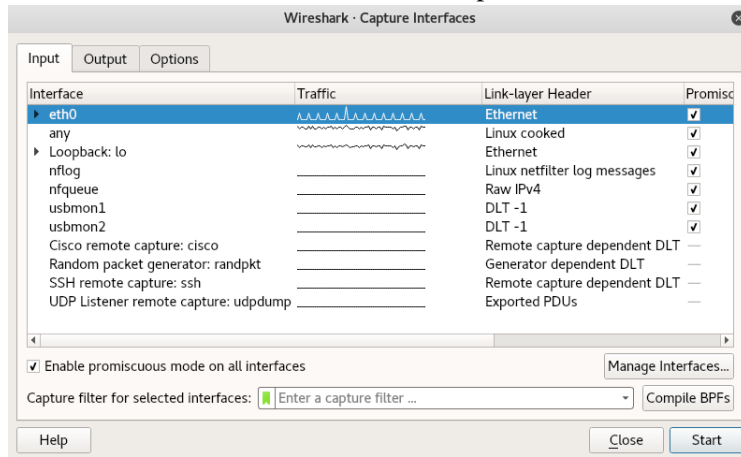 Wireshark · Capture Interfaces
Input Output Options
Interface Traffic Link-layer Header Promisc
eth0 Ethernet
any Linux cooked
Loopback: lo Ethernet
nflog Linux netfilter log messages
nfqueue Raw IPv4
usbmon1 DLT -1
usbmon2 DLT -1
Cisco remote capture: cisco Remote capture dependent DLT —
Random packet generator: randpkt Generator dependent DLT —
SSH remote capture: ssh Remote capture dependent DLT —
UDP Listener remote capture: udpdump Exported PDUs —
Enable promiscuous mode on all interfaces Manage Interfaces...
Capture filter for selected interfaces: Enter a capture filter ... Compile BPFs
Help Close Start